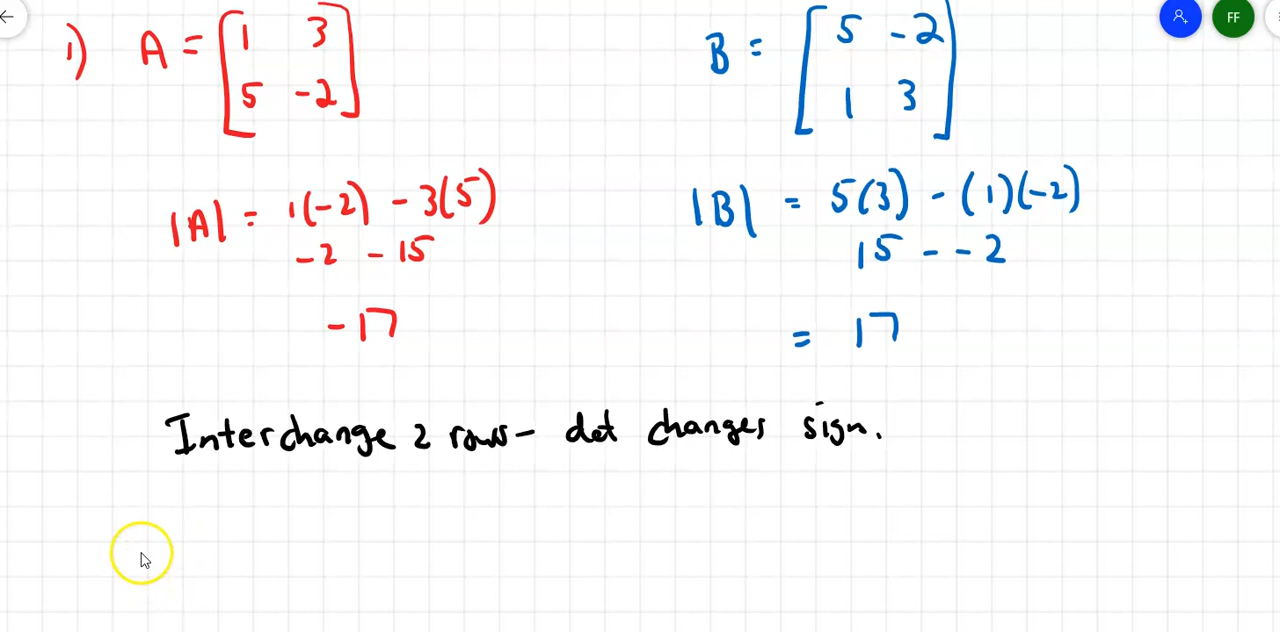 1) A = [1 3
5 -2]
B = [5 -2
1 3]
|A| = 1(-2) - 3(5)
-2 - 15
-17
|B| = 5(3) - (1)(-2)
15 - - 2
= 17
Interchange 2 rows - det changes sign.
FF